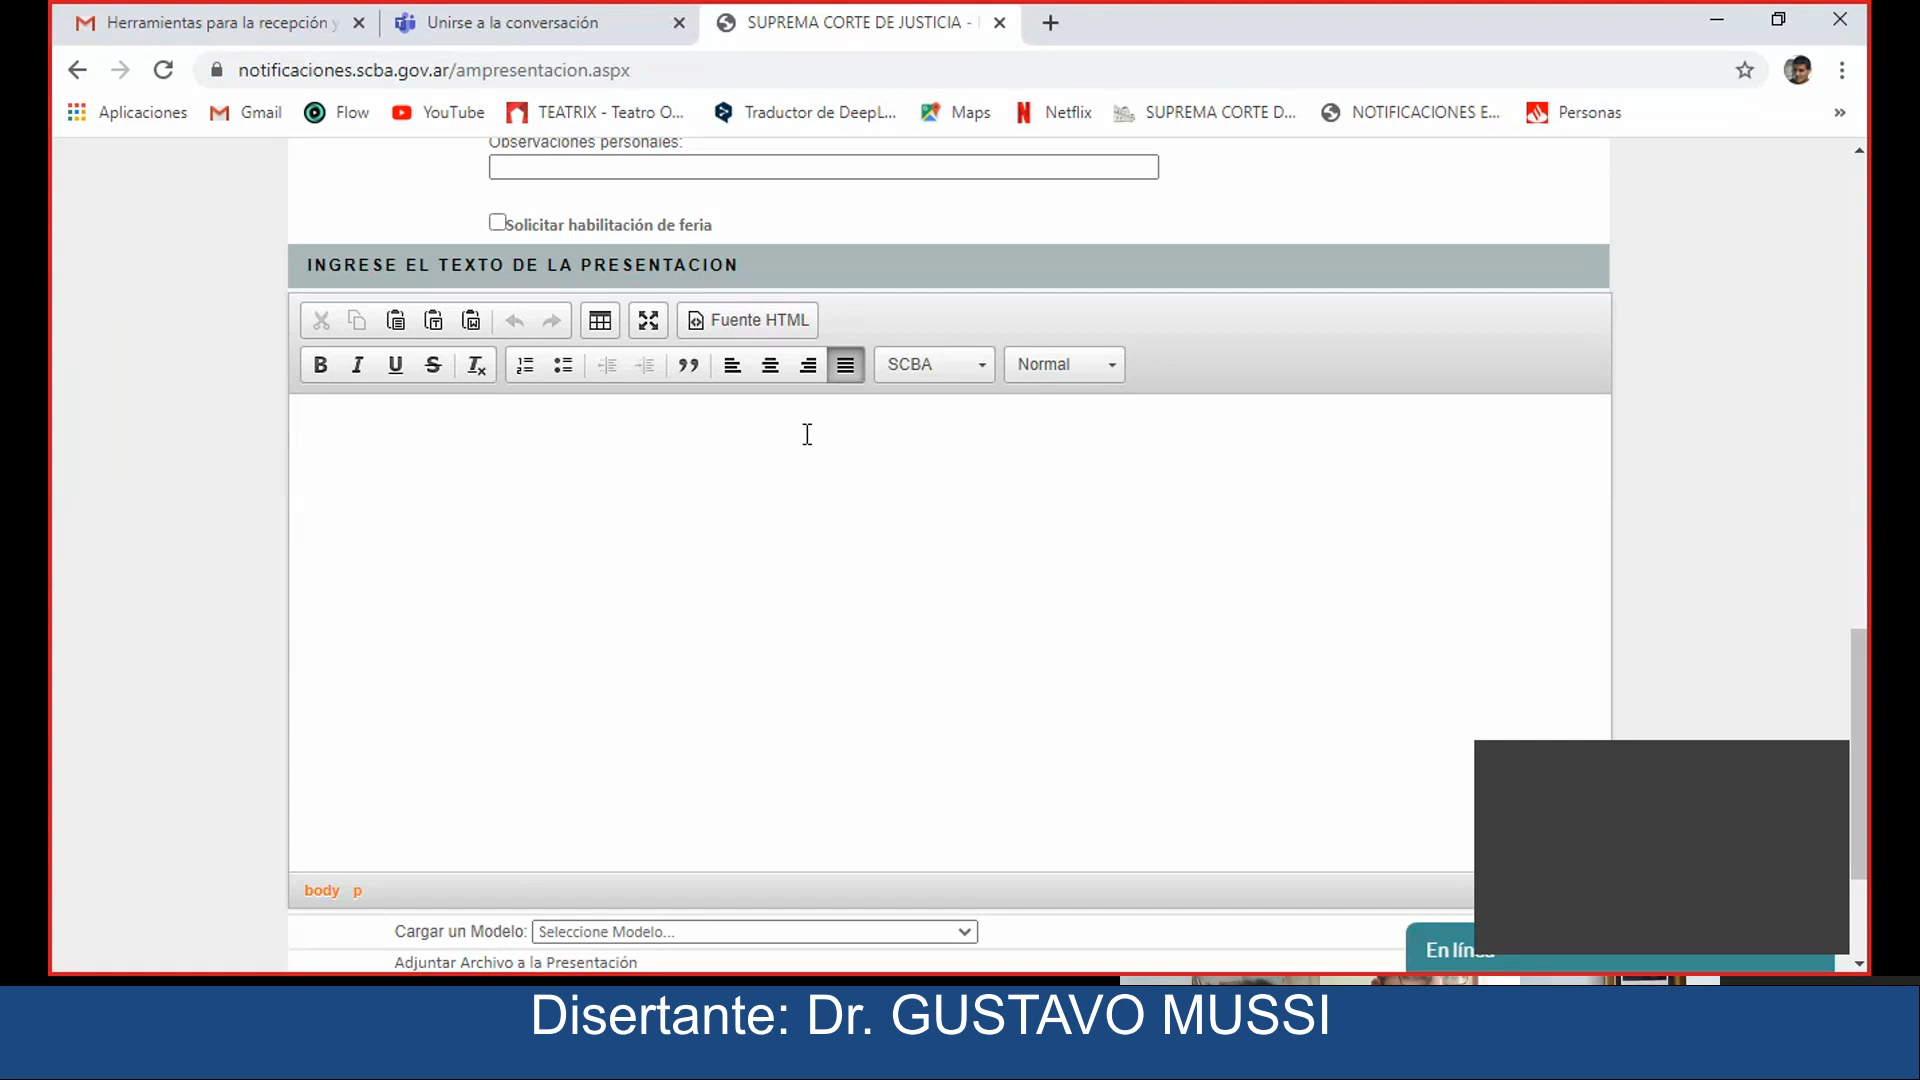 Herramientas para la recepción y
Unirse a la conversación
SUPREMA CORTE DE JUSTICIA -
notificaciones.scba.gov.ar/ampresentacion.aspx
Aplicaciones
Gmail
Flow
YouTube
TEATRIX - Teatro O...
Traductor de DeepL...
Maps
Netflix
SUPREMA CORTE D...
NOTIFICACIONES E...
Personas
»
Observaciones personales:
Solicitar habilitación de feria
INGRESE EL TEXTO DE LA PRESENTACION
Fuente HTML
SCBA
Normal
body p
Cargar un Modelo: Seleccione Modelo...
Adjuntar Archivo a la Presentación
En línea
Disertante: Dr. GUSTAVO MUSSI